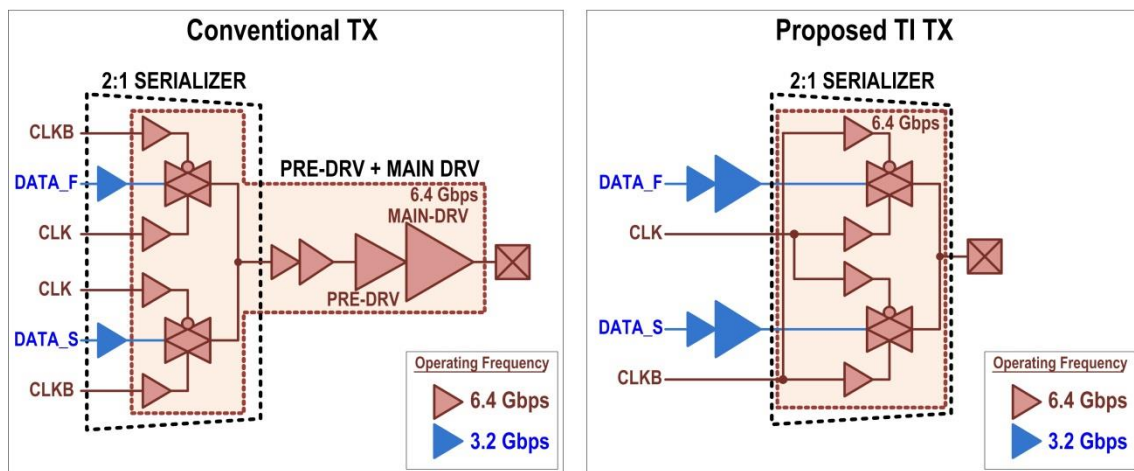 Conventional TX
2:1 SERIALIZER
CLKB
DATA_F
CLK
CLK
DATA_S
CLKB
PRE-DRV + MAIN DRV
6.4 Gbps
MAIN-DRV
PRE-DRV
Operating Frequency
6.4 Gbps
3.2 Gbps
Proposed TI TX
2:1 SERIALIZER
6.4 Gbps
DATA_F
CLK
DATA_S
CLKB
Operating Frequency
6.4 Gbps
3.2 Gbps